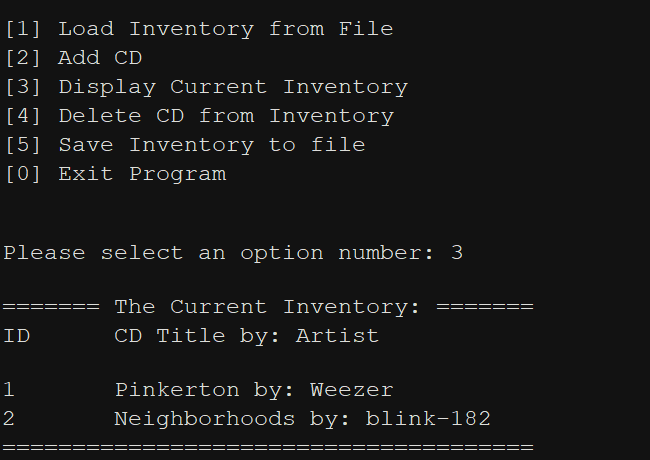 [1] Load Inventory from File
[2] Add CD
[3] Display Current Inventory
[4] Delete CD from Inventory
[5] Save Inventory to file
[0] Exit Program
Please select an option number: 3
======= The Current Inventory: =======
ID      CD Title by: Artist
1       Pinkerton by: Weezer
2       Neighborhoods by: blink-182
======================================